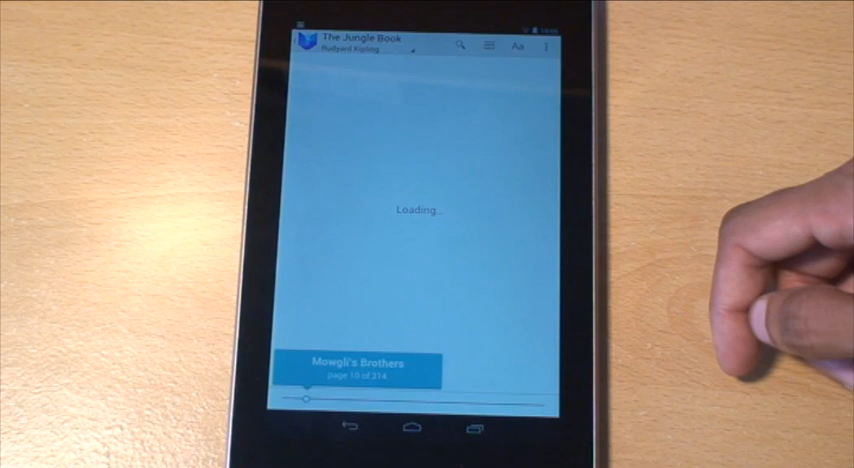 The Jungle Book
Rudyard Kipling
Aa
Loading...
Mowgli's Brothers
page 10 of 214